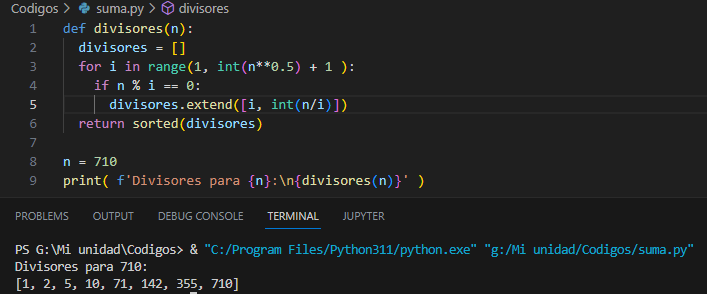 Codigos > suma.py > divisores
1 def divisores(n):
2 divisores = []
3 for i in range(1, int(n**0.5) + 1 ):
4 if n % i == 0:
5 divisores.extend([i, int(n/i)])
6 return sorted(divisores)
7
8 n = 710
9 print( f'Divisores para {n}:\n{divisores(n)}' )
PROBLEMS OUTPUT DEBUG CONSOLE TERMINAL JUPYTER
PS G:\Mi unidad\Codigos> & "C:/Program Files/Python311/python.exe" "g:/Mi unidad/Codigos/suma.py"
Divisores para 710:
[1, 2, 5, 10, 71, 142, 355, 710]